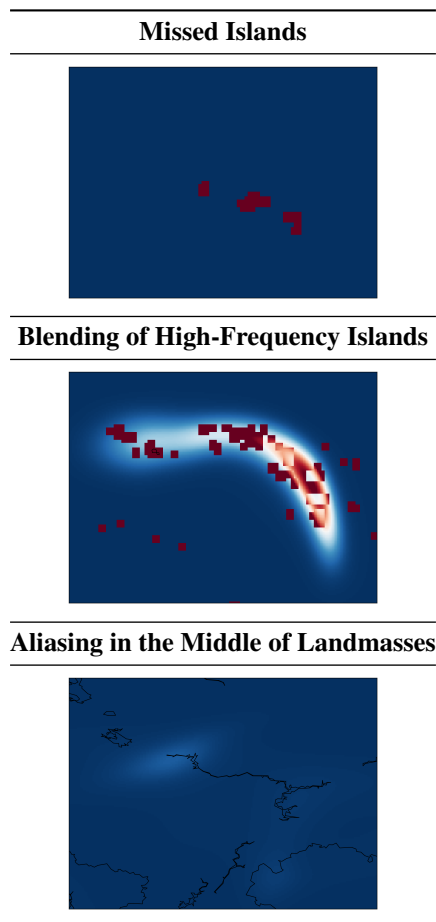 Missed Islands
Blending of High-Frequency Islands
Aliasing in the Middle of Landmasses